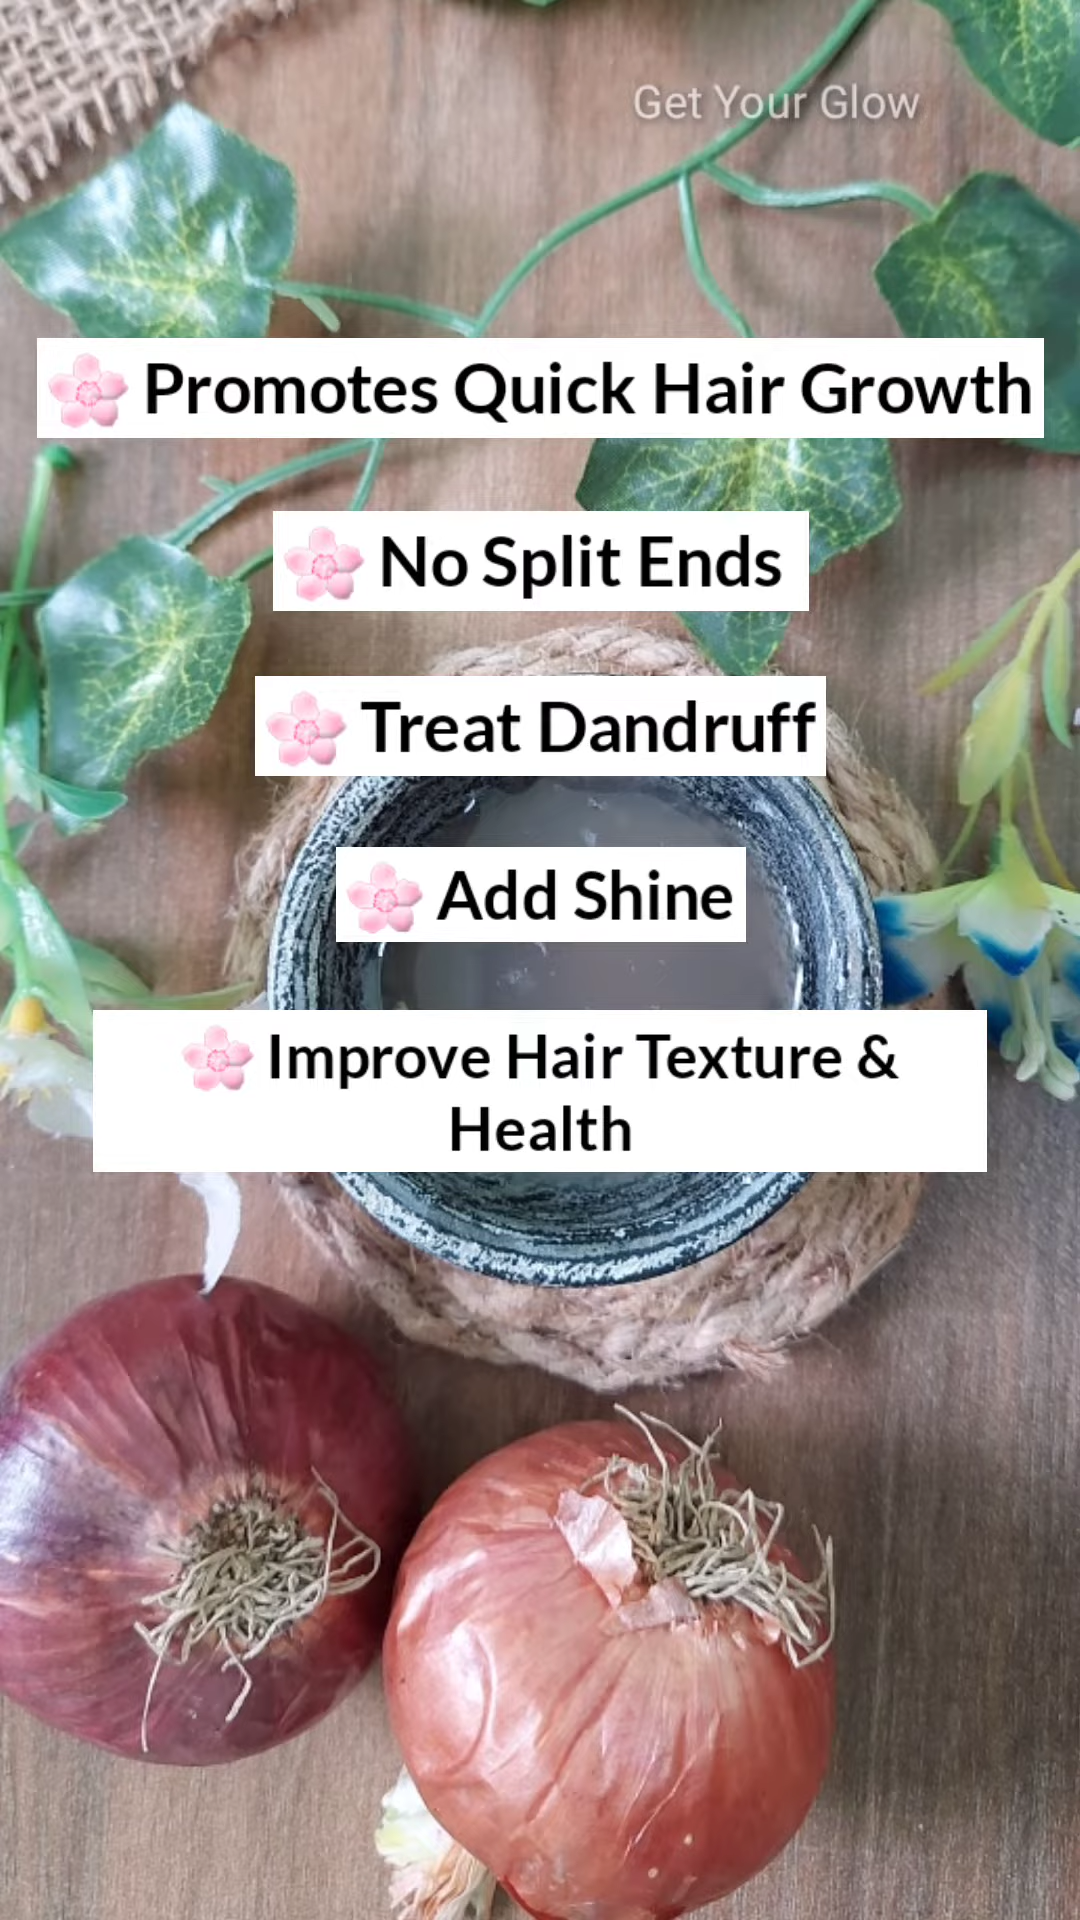 Get Your Glow
🌸 Promotes Quick Hair Growth
🌸 No Split Ends
🌸 Treat Dandruff
🌸 Add Shine
🌸 Improve Hair Texture &
Health